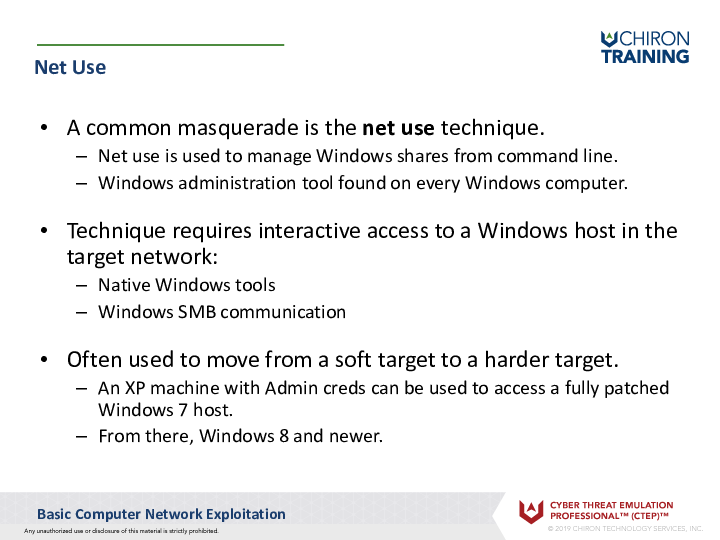 CHIRON
TRAINING
Net Use
• A common masquerade is the net use technique.
– Net use is used to manage Windows shares from command line.
– Windows administration tool found on every Windows computer.
• Technique requires interactive access to a Windows host in the
target network:
– Native Windows tools
– Windows SMB communication
• Often used to move from a soft target to a harder target.
– An XP machine with Admin creds can be used to access a fully patched
Windows 7 host.
– From there, Windows 8 and newer.
Basic Computer Network Exploitation
CYBER THREAT EMULATION
PROFESSIONAL™ (CTEP)™
Any unauthorized use or disclosure of this material is strictly prohibited.
© 2019 CHIRON TECHNOLOGY SERVICES, INC.